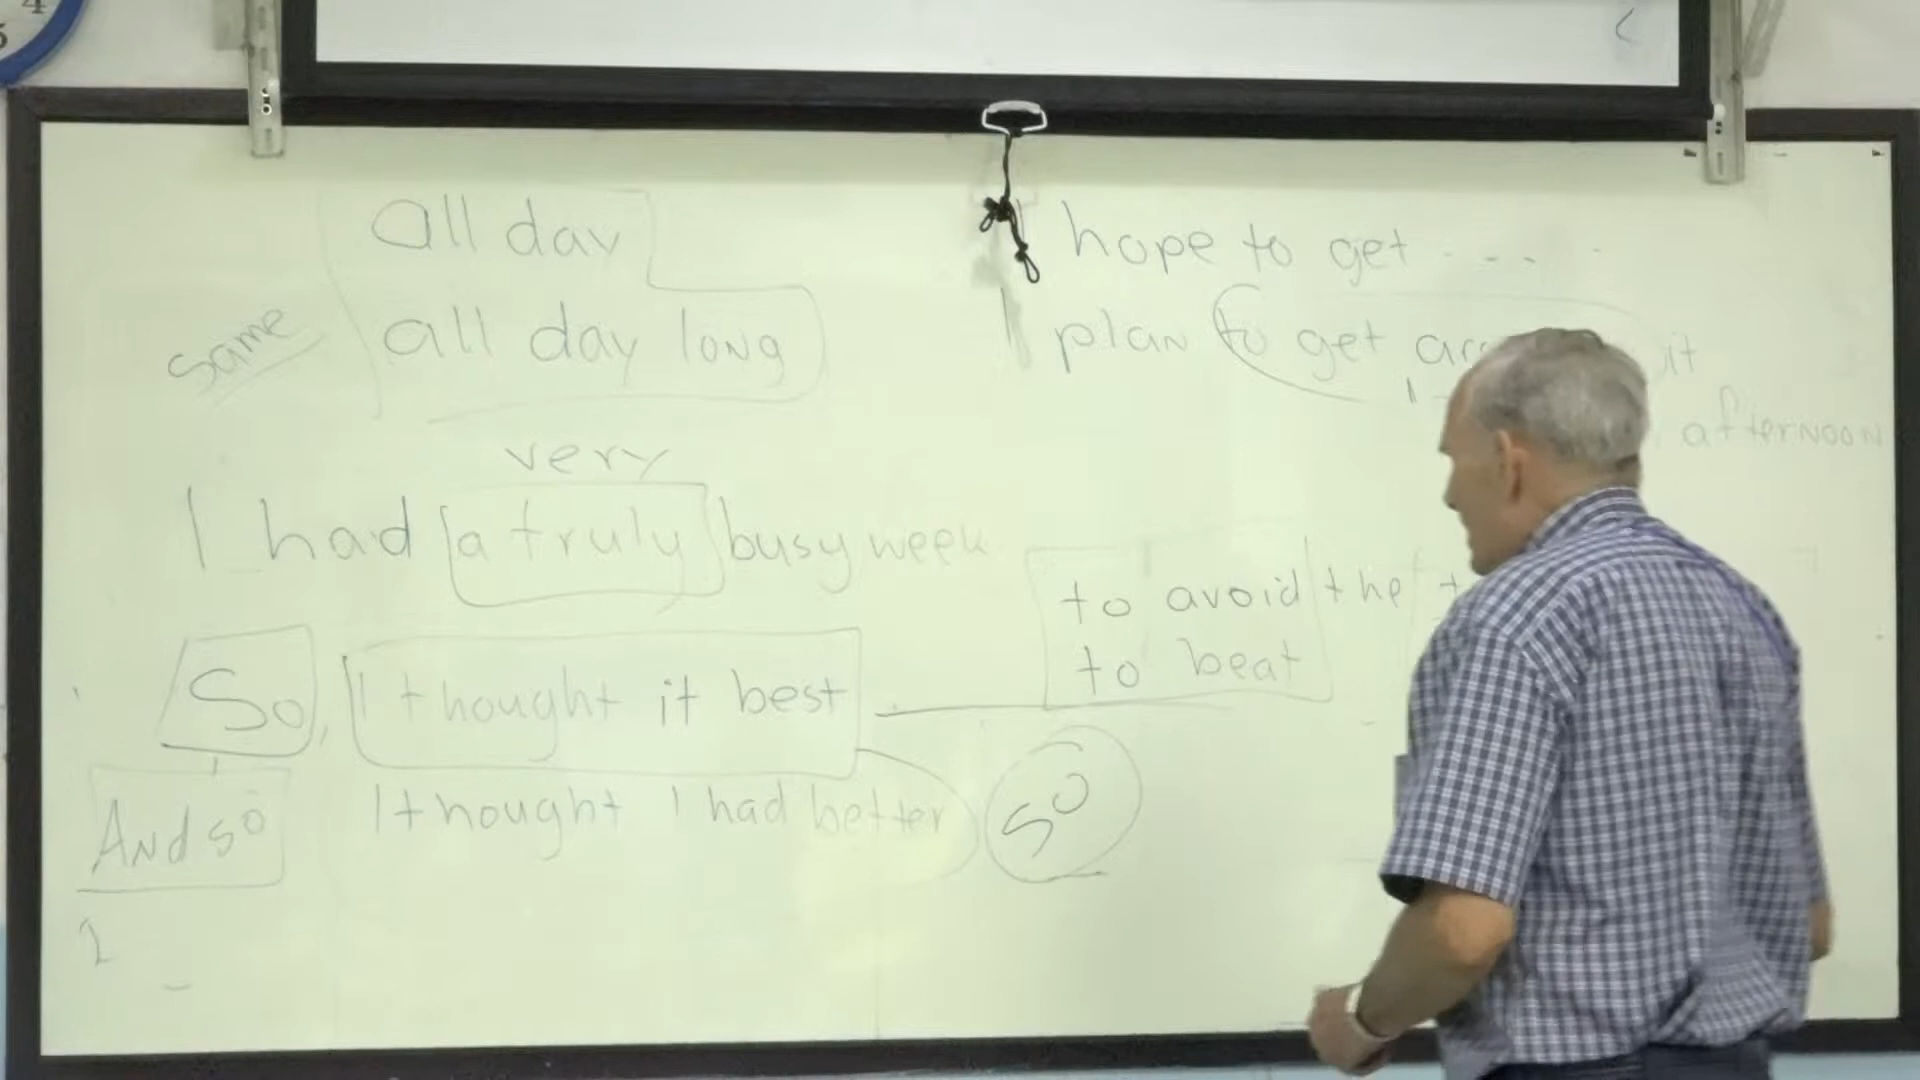 all day
same all day long
very
I had a truly busy week
So, I thought it best
And so I thought I had better so
I hope to get ....
I plan to get it
afternoon
to avoid the
to beat